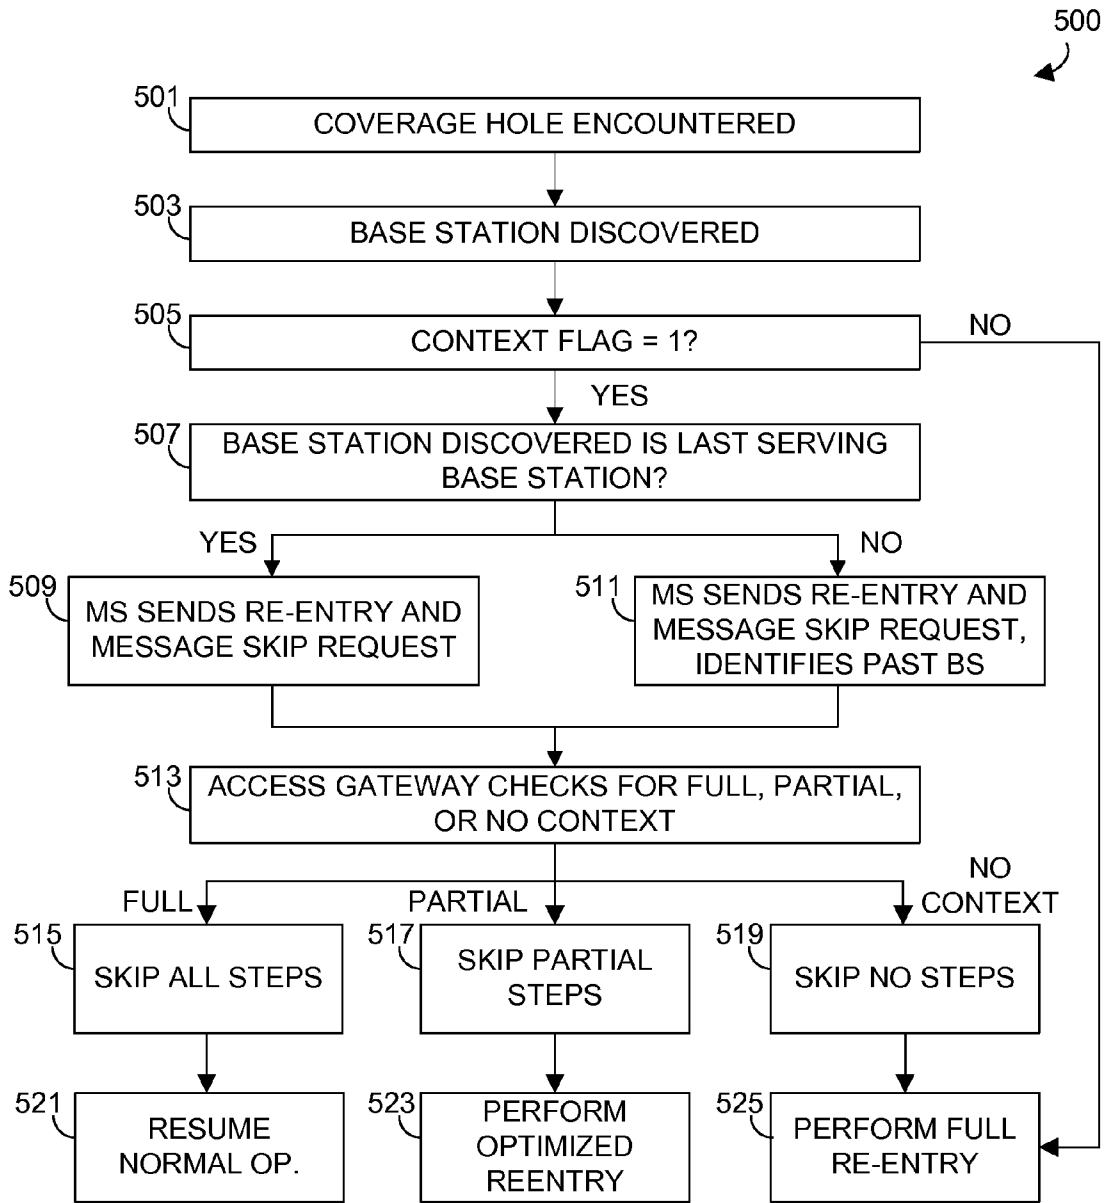 500
501
COVERAGE HOLE ENCOUNTERED
503
BASE STATION DISCOVERED
505
CONTEXT FLAG = 1?
NO
YES
507
BASE STATION DISCOVERED IS LAST SERVING
BASE STATION?
YES
NO
509
MS SENDS RE-ENTRY AND
MESSAGE SKIP REQUEST
511
MS SENDS RE-ENTRY AND
MESSAGE SKIP REQUEST,
IDENTIFIES PAST BS
513
ACCESS GATEWAY CHECKS FOR FULL, PARTIAL,
OR NO CONTEXT
FULL
PARTIAL
NO
CONTEXT
515
SKIP ALL STEPS
517
SKIP PARTIAL
STEPS
519
SKIP NO STEPS
521
RESUME
NORMAL OP.
523
PERFORM
OPTIMIZED
REENTRY
525
PERFORM FULL
RE-ENTRY